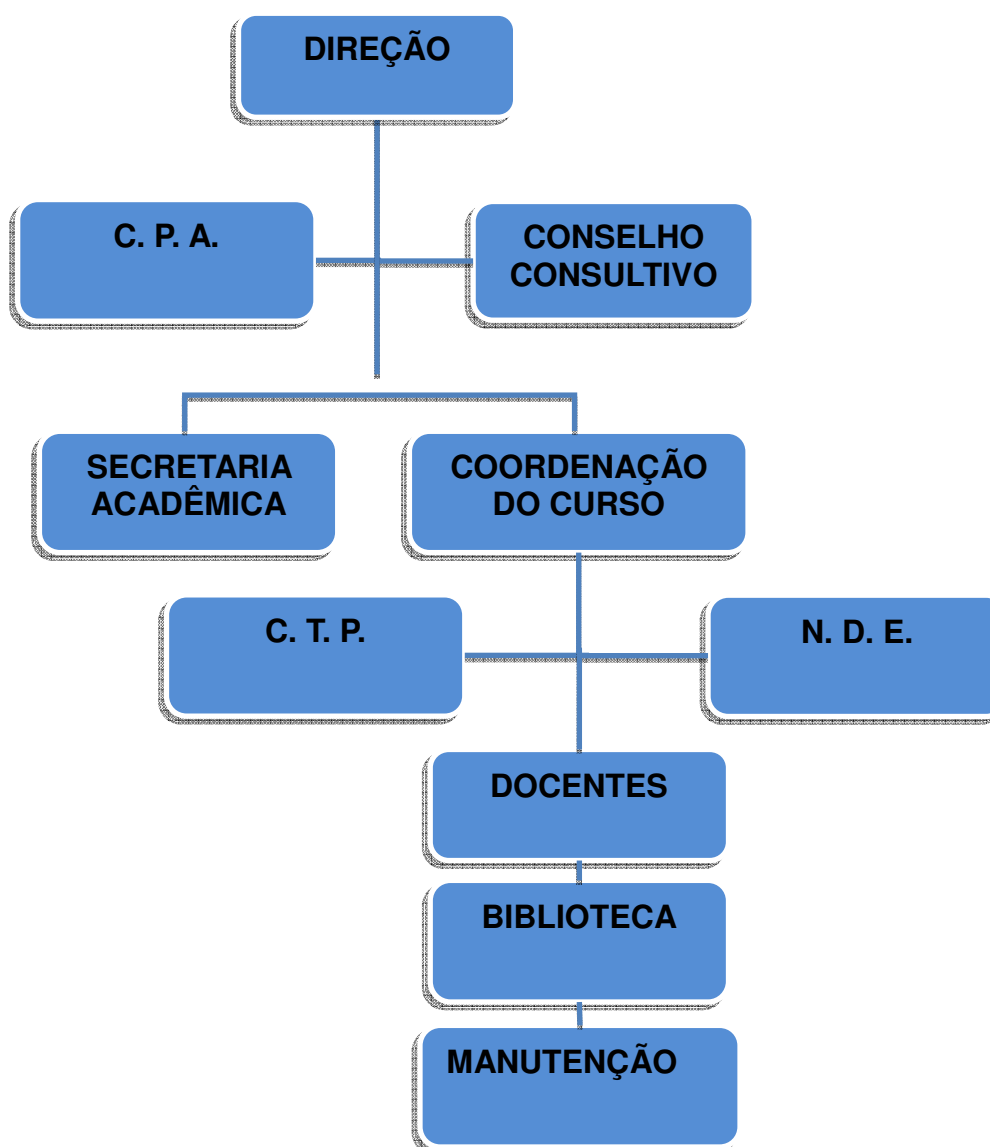 DIREÇÃO
C. P. A.
CONSELHO
CONSULTIVO
SECRETARIA
ACADÊMICA
COORDENAÇÃO
DO CURSO
C. T. P.
N. D. E.
DOCENTES
BIBLIOTECA
MANUTENÇÃO